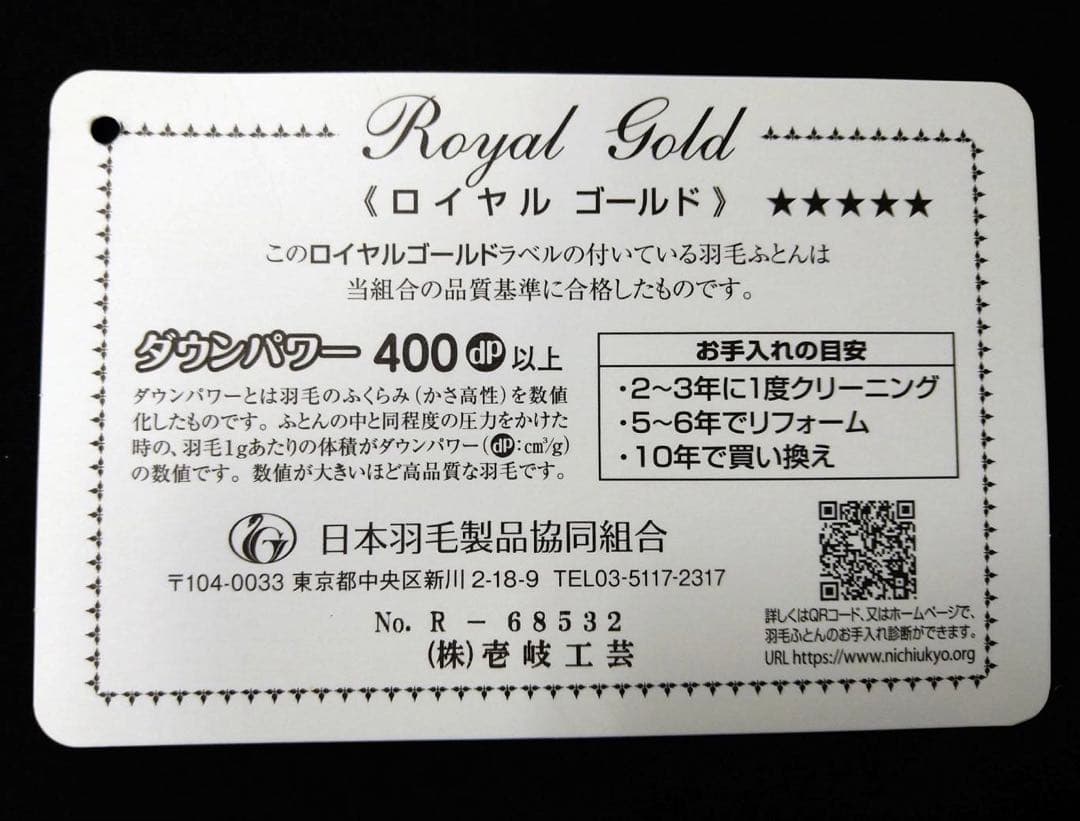 Royal Gold
《ロイヤル ゴールド》 ★★★★★
このロイヤルゴールドラベルの付いている羽毛ふとんは
当組合の品質基準に合格したものです。
ダウンパワー 400 dp 以上
ダウンパワーとは羽毛のふくらみ(かさ高性)を数値
化したものです。ふとんの中と同程度の圧力をかけた
時の、羽毛1gあたりの体積がダウンパワー(dp:cm³/g)
の数値です。数値が大きいほど高品質な羽毛です。
お手入れの目安
・2~3年に1度クリーニング
・5~6年でリフォーム
・10年で買い換え
日本羽毛製品協同組合
〒104-0033 東京都中央区新川 2-18-9 TEL03-5117-2317
No. R - 68532
(株)壱岐工芸
詳しくはQRコード、又はホームページで、
羽毛ふとんのお手入れ診断ができます。
URL https://www.nichiukyo.org